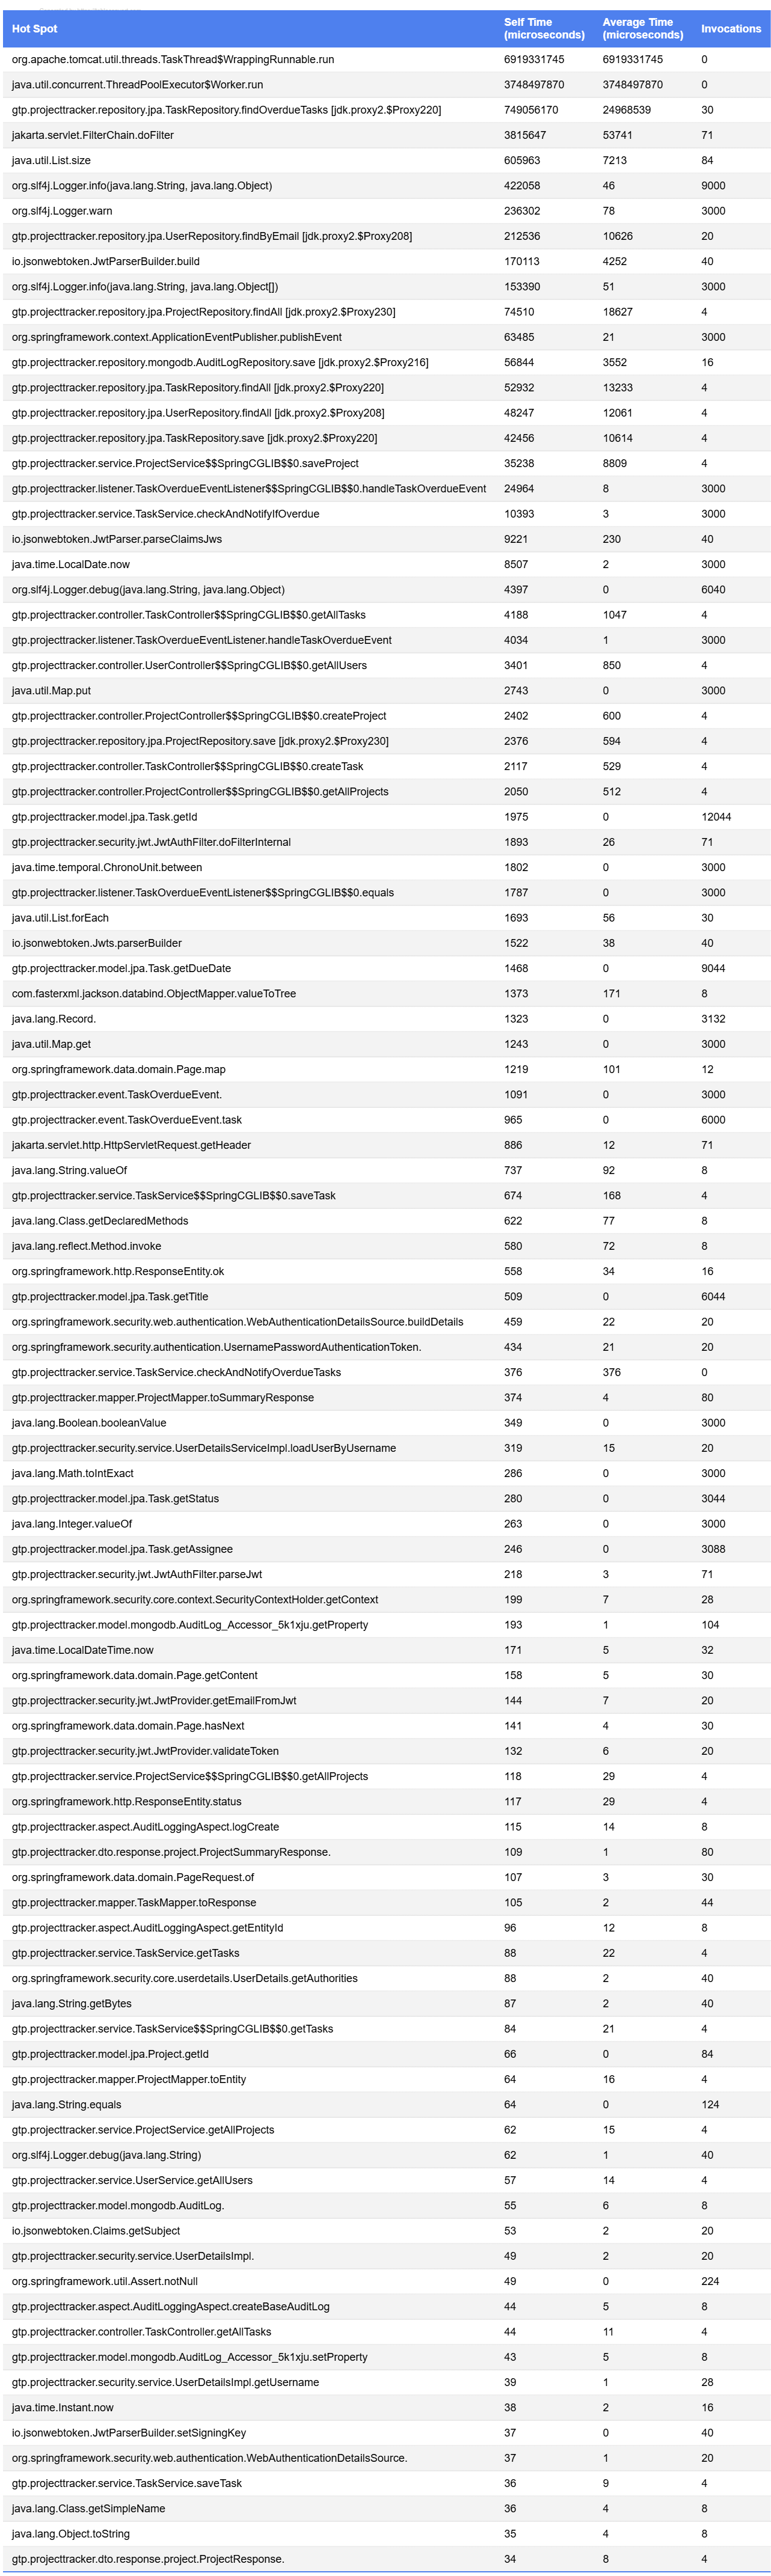 Hot Spot Self Time (microseconds) Average Time (microseconds) Invocations
org.apache.tomcat.util.threads.TaskThread$WrappingRunnable.run 6919331745 6919331745 0
java.util.concurrent.ThreadPoolExecutor$Worker.run 3748497870 3748497870 0
gtp.projecttracker.repository.jpa.TaskRepository.findOverdueTasks [jdk.proxy2.$Proxy220] 749056170 24968539 30
jakarta.servlet.FilterChain.doFilter 3815647 53741 71
java.util.List.size 605963 7213 84
org.slf4j.Logger.info(java.lang.String, java.lang.Object) 422058 46 9000
org.slf4j.Logger.warn 236302 78 3000
gtp.projecttracker.repository.jpa.UserRepository.findByEmail [jdk.proxy2.$Proxy208] 212536 10626 20
io.jsonwebtoken.JwtParserBuilder.build 170113 4252 40
org.slf4j.Logger.info(java.lang.String, java.lang.Object[]) 153390 51 3000
gtp.projecttracker.repository.jpa.ProjectRepository.findAll [jdk.proxy2.$Proxy230] 74510 18627 4
org.springframework.context.ApplicationEventPublisher.publishEvent 63485 21 3000
gtp.projecttracker.repository.mongodb.AuditLogRepository.save [jdk.proxy2.$Proxy216] 56844 3552 16
gtp.projecttracker.repository.jpa.TaskRepository.findAll [jdk.proxy2.$Proxy220] 52932 13233 4
gtp.projecttracker.repository.jpa.UserRepository.findAll [jdk.proxy2.$Proxy208] 48247 12061 4
gtp.projecttracker.repository.jpa.TaskRepository.save [jdk.proxy2.$Proxy220] 42456 10614 4
gtp.projecttracker.service.ProjectService$$SpringCGLIB$$0.saveProject 35238 8809 4
gtp.projecttracker.listener.TaskOverdueEventListener$$SpringCGLIB$$0.handleTaskOverdueEvent 24964 8 3000
gtp.projecttracker.service.TaskService.checkAndNotifyIfOverdue 10393 3 3000
io.jsonwebtoken.JwtParser.parseClaimsJws 9221 230 40
java.time.LocalDate.now 8507 2 3000
org.slf4j.Logger.debug(java.lang.String, java.lang.Object) 4397 0 6040
gtp.projecttracker.controller.TaskController$$SpringCGLIB$$0.getAllTasks 4188 1047 4
gtp.projecttracker.listener.TaskOverdueEventListener.handleTaskOverdueEvent 4034 1 3000
gtp.projecttracker.controller.UserController$$SpringCGLIB$$0.getAllUsers 3401 850 4
java.util.Map.put 2743 0 3000
gtp.projecttracker.controller.ProjectController$$SpringCGLIB$$0.createProject 2402 600 4
gtp.projecttracker.repository.jpa.ProjectRepository.save [jdk.proxy2.$Proxy230] 2376 594 4
gtp.projecttracker.controller.TaskController$$SpringCGLIB$$0.createTask 2117 529 4
gtp.projecttracker.controller.ProjectController$$SpringCGLIB$$0.getAllProjects 2050 512 4
gtp.projecttracker.model.jpa.Task.getId 1975 0 12044
gtp.projecttracker.security.jwt.JwtAuthFilter.doFilterInternal 1893 26 71
java.time.temporal.ChronoUnit.between 1802 0 3000
gtp.projecttracker.listener.TaskOverdueEventListener$$SpringCGLIB$$0.equals 1787 0 3000
java.util.List.forEach 1693 56 30
io.jsonwebtoken.Jwts.parserBuilder 1522 38 40
gtp.projecttracker.model.jpa.Task.getDueDate 1468 0 9044
com.fasterxml.jackson.databind.ObjectMapper.valueToTree 1373 171 8
java.lang.Record. 1323 0 3132
java.util.Map.get 1243 0 3000
org.springframework.data.domain.Page.map 1219 101 12
gtp.projecttracker.event.TaskOverdueEvent. 1091 0 3000
gtp.projecttracker.event.TaskOverdueEvent.task 965 0 6000
jakarta.servlet.http.HttpServletRequest.getHeader 886 12 71
java.lang.String.valueOf 737 92 8
gtp.projecttracker.service.TaskService$$SpringCGLIB$$0.saveTask 674 168 4
java.lang.Class.getDeclaredMethods 622 77 8
java.lang.reflect.Method.invoke 580 72 8
org.springframework.http.ResponseEntity.ok 558 34 16
gtp.projecttracker.model.jpa.Task.getTitle 509 0 6044
org.springframework.security.web.authentication.WebAuthenticationDetailsSource.buildDetails 459 22 20
org.springframework.security.authentication.UsernamePasswordAuthenticationToken. 434 21 20
gtp.projecttracker.service.TaskService.checkAndNotifyOverdueTasks 376 376 0
gtp.projecttracker.mapper.ProjectMapper.toSummaryResponse 374 4 80
java.lang.Boolean.booleanValue 349 0 3000
gtp.projecttracker.security.service.UserDetailsServiceImpl.loadUserByUsername 319 15 20
java.lang.Math.toIntExact 286 0 3000
gtp.projecttracker.model.jpa.Task.getStatus 280 0 3044
java.lang.Integer.valueOf 263 0 3000
gtp.projecttracker.model.jpa.Task.getAssignee 246 0 3088
gtp.projecttracker.security.jwt.JwtAuthFilter.parseJwt 218 3 71
org.springframework.security.core.context.SecurityContextHolder.getContext 199 7 28
gtp.projecttracker.model.mongodb.AuditLog_Accessor_5k1xju.getProperty 193 1 104
java.time.LocalDateTime.now 171 5 32
org.springframework.data.domain.Page.getContent 158 5 30
gtp.projecttracker.security.jwt.JwtProvider.getEmailFromJwt 144 7 20
org.springframework.data.domain.Page.hasNext 141 4 30
gtp.projecttracker.security.jwt.JwtProvider.validateToken 132 6 20
gtp.projecttracker.service.ProjectService$$SpringCGLIB$$0.getAllProjects 118 29 4
org.springframework.http.ResponseEntity.status 117 29 4
gtp.projecttracker.aspect.AuditLoggingAspect.logCreate 115 14 8
gtp.projecttracker.dto.response.project.ProjectSummaryResponse. 109 1 80
org.springframework.data.domain.PageRequest.of 107 3 30
gtp.projecttracker.mapper.TaskMapper.toResponse 105 2 44
gtp.projecttracker.aspect.AuditLoggingAspect.getEntityId 96 12 8
gtp.projecttracker.service.TaskService.getTasks 88 22 4
org.springframework.security.core.userdetails.UserDetails.getAuthorities 88 2 40
java.lang.String.getBytes 87 2 40
gtp.projecttracker.service.TaskService$$SpringCGLIB$$0.getTasks 84 21 4
gtp.projecttracker.model.jpa.Project.getId 66 0 84
gtp.projecttracker.mapper.ProjectMapper.toEntity 64 16 4
java.lang.String.equals 64 0 124
gtp.projecttracker.service.ProjectService.getAllProjects 62 15 4
org.slf4j.Logger.debug(java.lang.String) 62 1 40
gtp.projecttracker.service.UserService.getAllUsers 57 14 4
gtp.projecttracker.model.mongodb.AuditLog. 55 6 8
io.jsonwebtoken.Claims.getSubject 53 2 20
gtp.projecttracker.security.service.UserDetailsImpl. 49 2 20
org.springframework.util.Assert.notNull 49 0 224
gtp.projecttracker.aspect.AuditLoggingAspect.createBaseAuditLog 44 5 8
gtp.projecttracker.controller.TaskController.getAllTasks 44 11 4
gtp.projecttracker.model.mongodb.AuditLog_Accessor_5k1xju.setProperty 43 5 8
gtp.projecttracker.security.service.UserDetailsImpl.getUsername 39 1 28
java.time.Instant.now 38 2 16
io.jsonwebtoken.JwtParserBuilder.setSigningKey 37 0 40
org.springframework.security.web.authentication.WebAuthenticationDetailsSource. 37 1 20
gtp.projecttracker.service.TaskService.saveTask 36 9 4
java.lang.Class.getSimpleName 36 4 8
java.lang.Object.toString 35 4 8
gtp.projecttracker.dto.response.project.ProjectResponse. 34 8 4